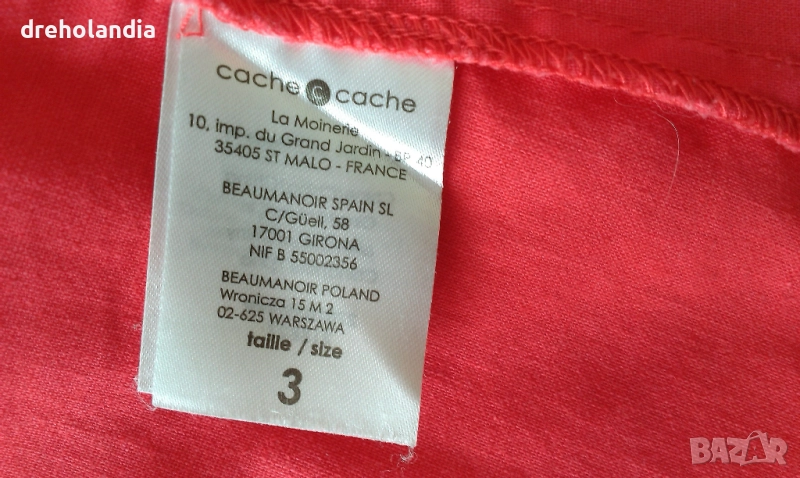 dreholandia
cache c cache
La Moinerie
10, imp. du Grand Jardin - BP 40
35405 ST MALO - FRANCE
BEAUMANOIR SPAIN SL
C/Güell, 58
17001 GIRONA
NIF B 55002356
BEAUMANOIR POLAND
Wronicza 15 M 2
02-625 WARSZAWA
taille / size
3
BAZAR